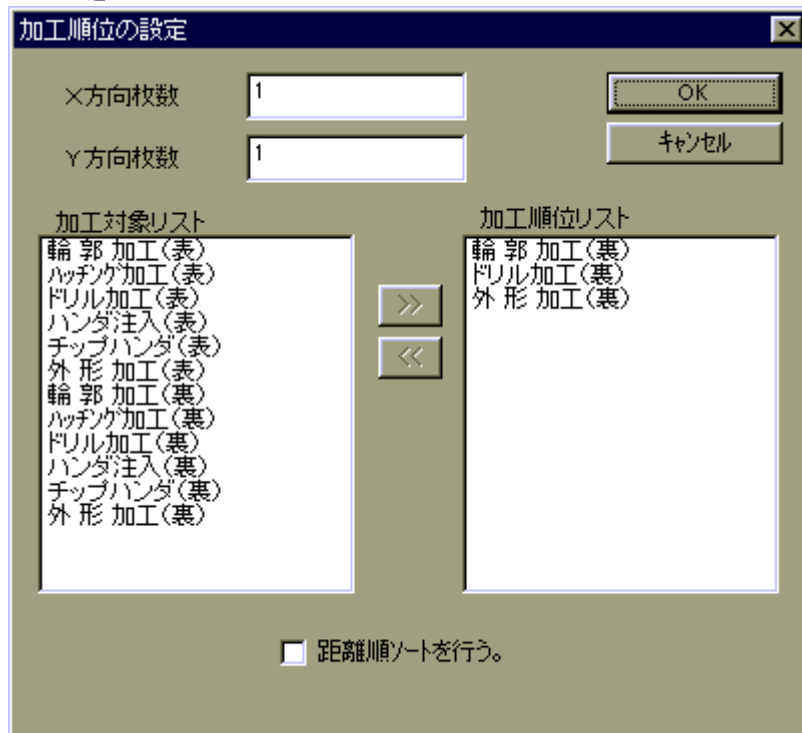 加工順位の設定
X方向枚数 1
OK
Y方向枚数 1
キャンセル
加工対象リスト
輪 郭 加工(表)
ハッチング加工(表)
ドリル加工(表)
ハンダ注入(表)
チップハンダ(表)
外 形 加工(表)
輪 郭 加工(裏)
ハッチング加工(裏)
ドリル加工(裏)
ハンダ注入(裏)
チップハンダ(裏)
外 形 加工(裏)
>>
<<
加工順位リスト
輪 郭 加工(裏)
ドリル加工(裏)
外 形 加工(裏)
距離順ソートを行う。